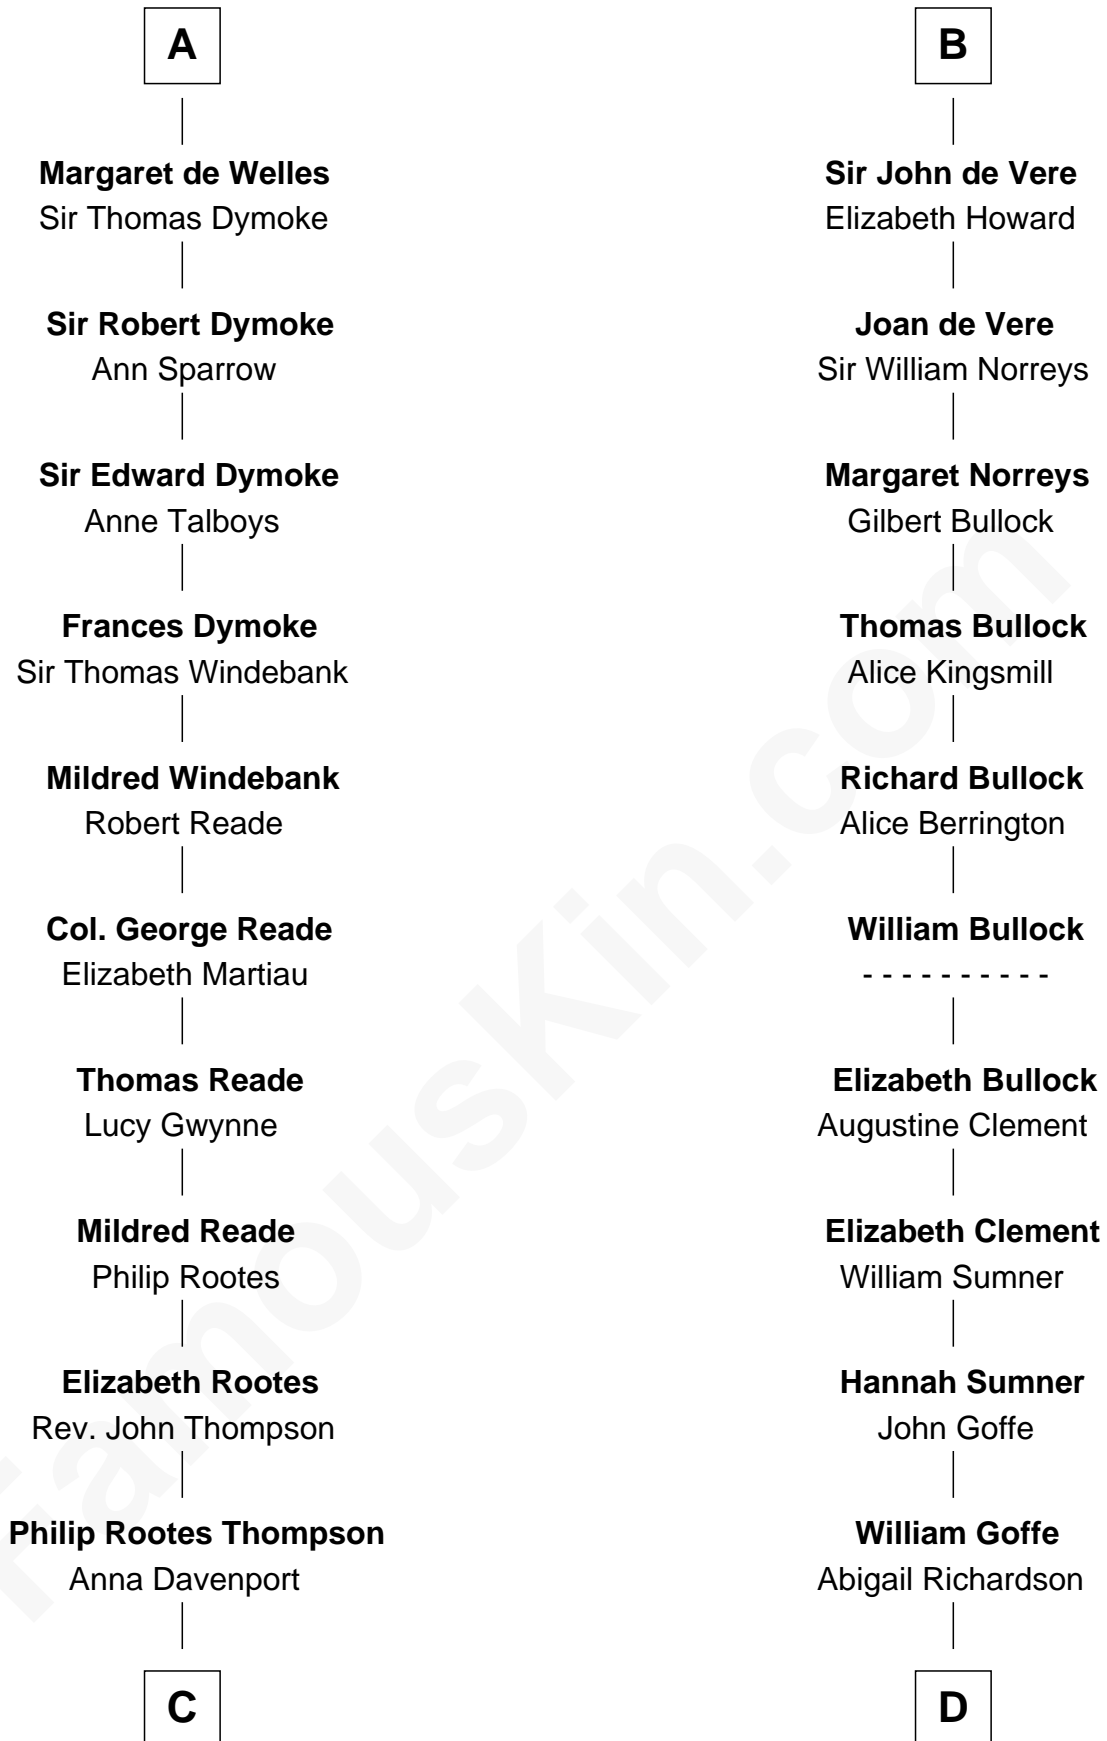 A
Margaret de Welles
Sir Thomas Dymoke
Sir Robert Dymoke
Ann Sparrow
Sir Edward Dymoke
Anne Talboys
Frances Dymoke
Sir Thomas Windebank
Mildred Windebank
Robert Reade
Col. George Reade
Elizabeth Martiau
Thomas Reade
Lucy Gwynne
Mildred Reade
Philip Rootes
Elizabeth Rootes
Rev. John Thompson
Philip Rootes Thompson
Anna Davenport
C
B
Sir John de Vere
Elizabeth Howard
Joan de Vere
Sir William Norreys
Margaret Norreys
Gilbert Bullock
Thomas Bullock
Alice Kingsmill
Richard Bullock
Alice Berrington
William Bullock
- - - - - - - - - -
Elizabeth Bullock
Augustine Clement
Elizabeth Clement
William Sumner
Hannah Sumner
John Goffe
William Goffe
Abigail Richardson
D
FamousKin.com